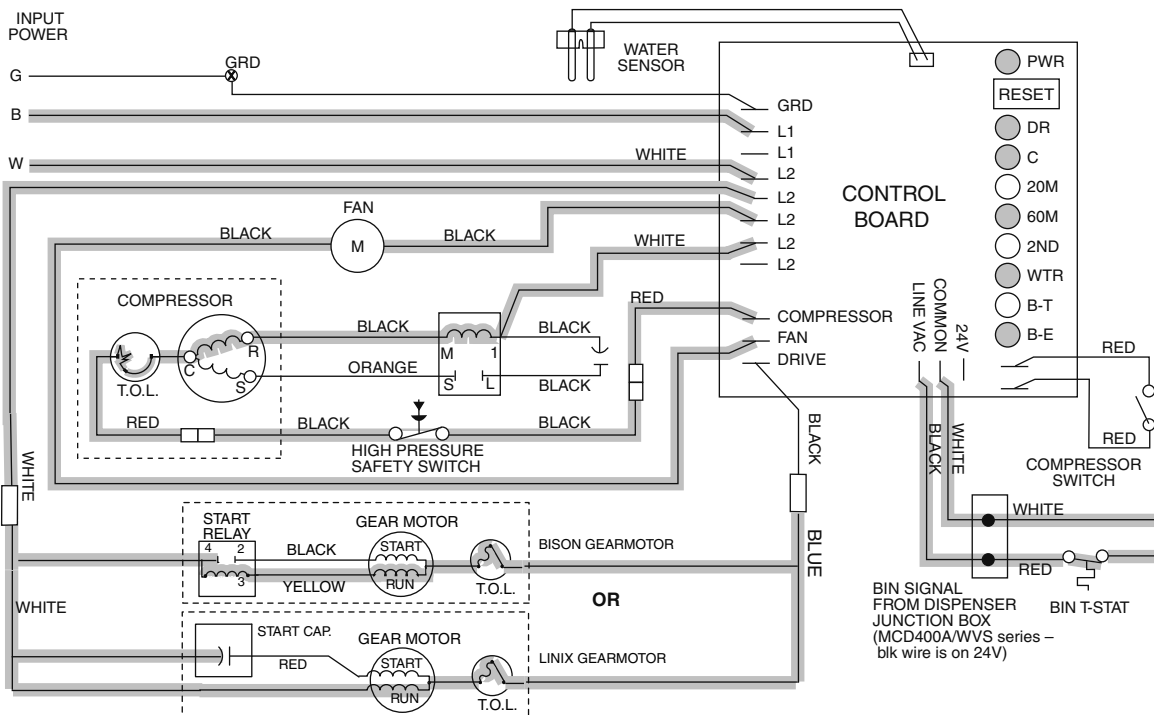 INPUT
POWER
G
GRD
B
W
WATER
SENSOR
PWR
RESET
DR
C
20M
60M
2ND
WTR
B-T
B-E
GRD
L1
L1
L2
L2
L2
L2
L2
CONTROL
BOARD
WHITE
FAN
M
BLACK
BLACK
WHITE
COMPRESSOR
RED
COMPRESSOR
FAN
DRIVE
LINE VAC
COMMON
24V
BLACK
BLACK
R
C
S
M
1
S
L
T.O.L.
ORANGE
BLACK
RED
BLACK
BLACK
HIGH PRESSURE
SAFETY SWITCH
RED
RED
COMPRESSOR
SWITCH
BLACK
BLACK
WHITE
WHITE
START
RELAY
4
2
3
BLACK
YELLOW
GEAR MOTOR
START
RUN
T.O.L.
BISON GEARMOTOR
BLUE
OR
WHITE
START CAP.
RED
GEAR MOTOR
START
RUN
T.O.L.
LINIX GEARMOTOR
WHITE
RED
BIN T-STAT
BIN SIGNAL
FROM DISPENSER
JUNCTION BOX
(MCD400A/WVS series –
blk wire is on 24V)